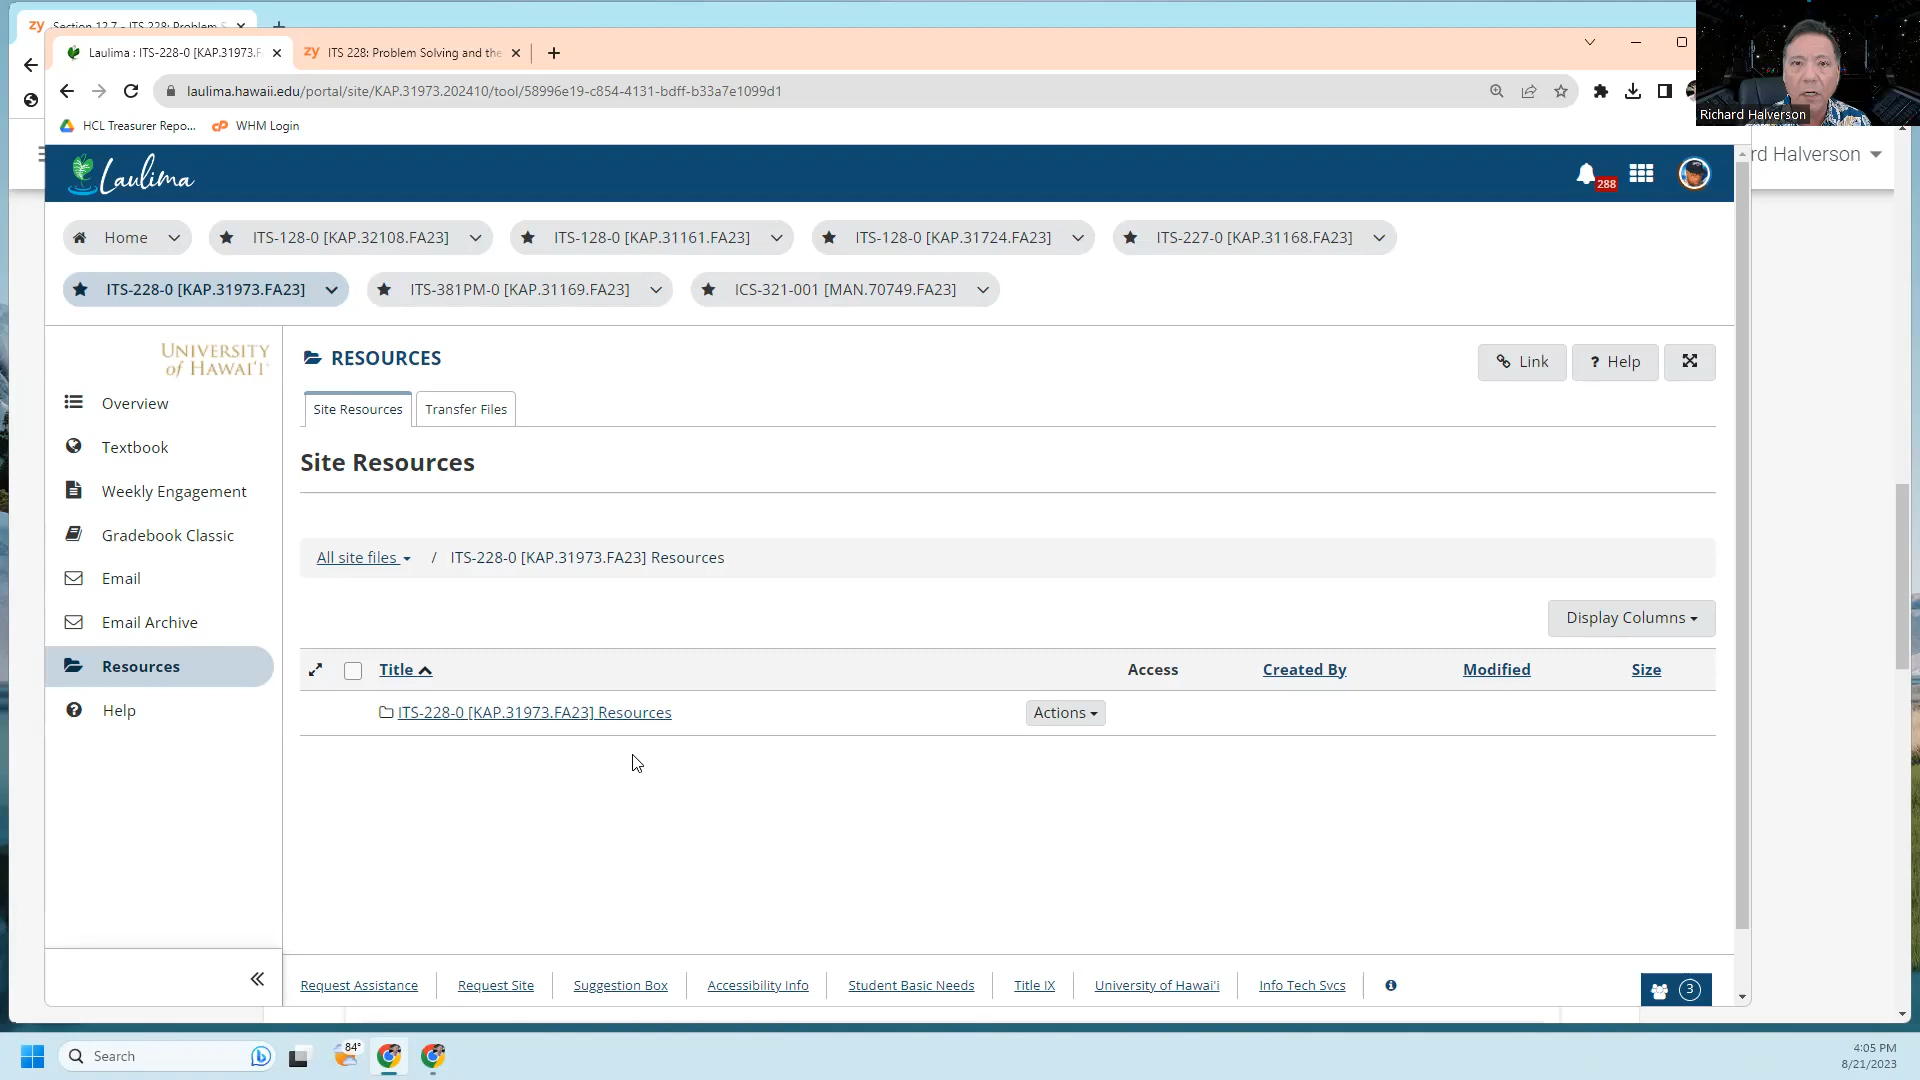 zy Section 12.7 - ITS 228: Problem S
Laulima : ITS-228-0 [KAP.31973.F
zy ITS 228: Problem Solving and the
laulima.hawaii.edu/portal/site/KAP.31973.202410/tool/58996e19-c854-4131-bdff-b33a7e1099d1
HCL Treasurer Repo...
WHM Login
Richard Halverson
rd Halverson
Laulima
288
Home
ITS-128-0 [KAP.32108.FA23]
ITS-128-0 [KAP.31161.FA23]
ITS-128-0 [KAP.31724.FA23]
ITS-227-0 [KAP.31168.FA23]
ITS-228-0 [KAP.31973.FA23]
ITS-381PM-0 [KAP.31169.FA23]
ICS-321-001 [MAN.70749.FA23]
UNIVERSITY
of HAWAI'I
Overview
Textbook
Weekly Engagement
Gradebook Classic
Email
Email Archive
Resources
Help
RESOURCES
Link
? Help
Site Resources
Transfer Files
Site Resources
All site files / ITS-228-0 [KAP.31973.FA23] Resources
Display Columns
Title Access Created By Modified Size
ITS-228-0 [KAP.31973.FA23] Resources Actions
Request Assistance
Request Site
Suggestion Box
Accessibility Info
Student Basic Needs
Title IX
University of Hawai'i
Info Tech Svcs
3
Search
84°
4:05 PM
8/21/2023